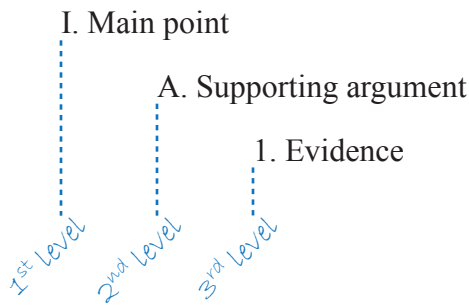 I. Main point
A. Supporting argument
1. Evidence
1st level
2nd level
3rd level